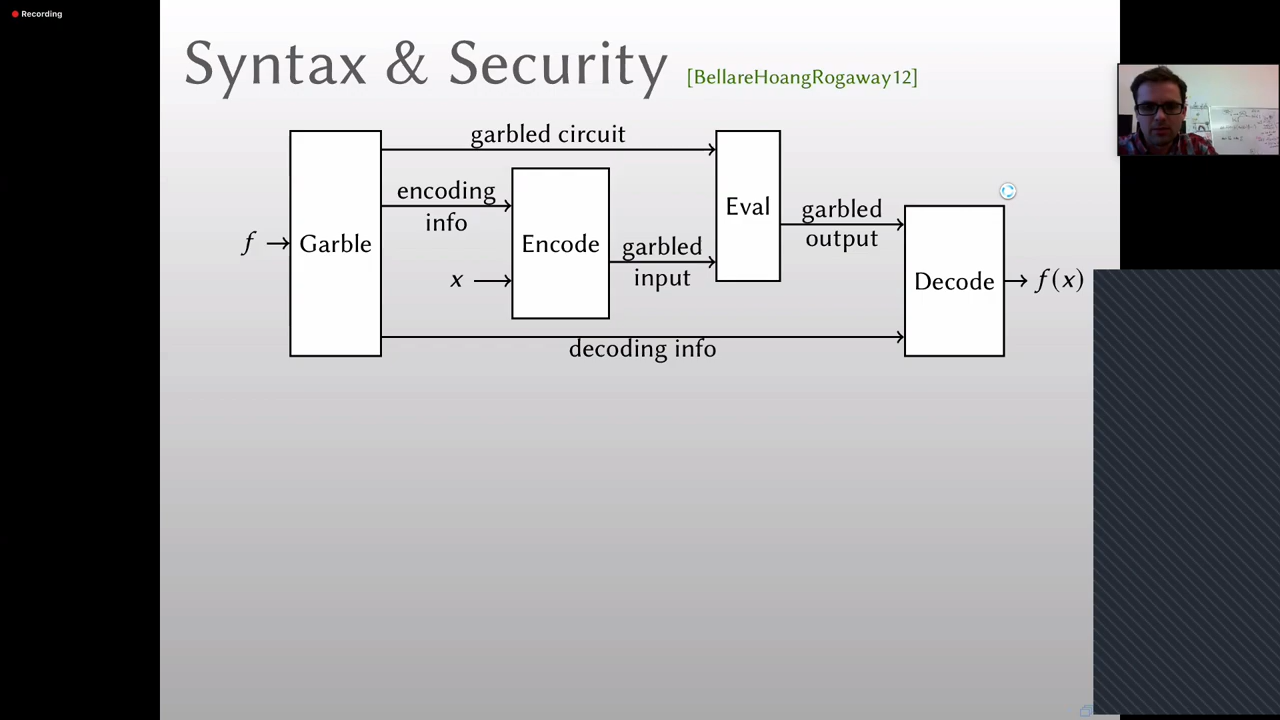 Recording
Syntax & Security [BellareHoangRogaway12]
garbled circuit
encoding
info
f
Garble
x
Encode
garbled
input
Eval
garbled
output
Decode
f(x)
decoding info